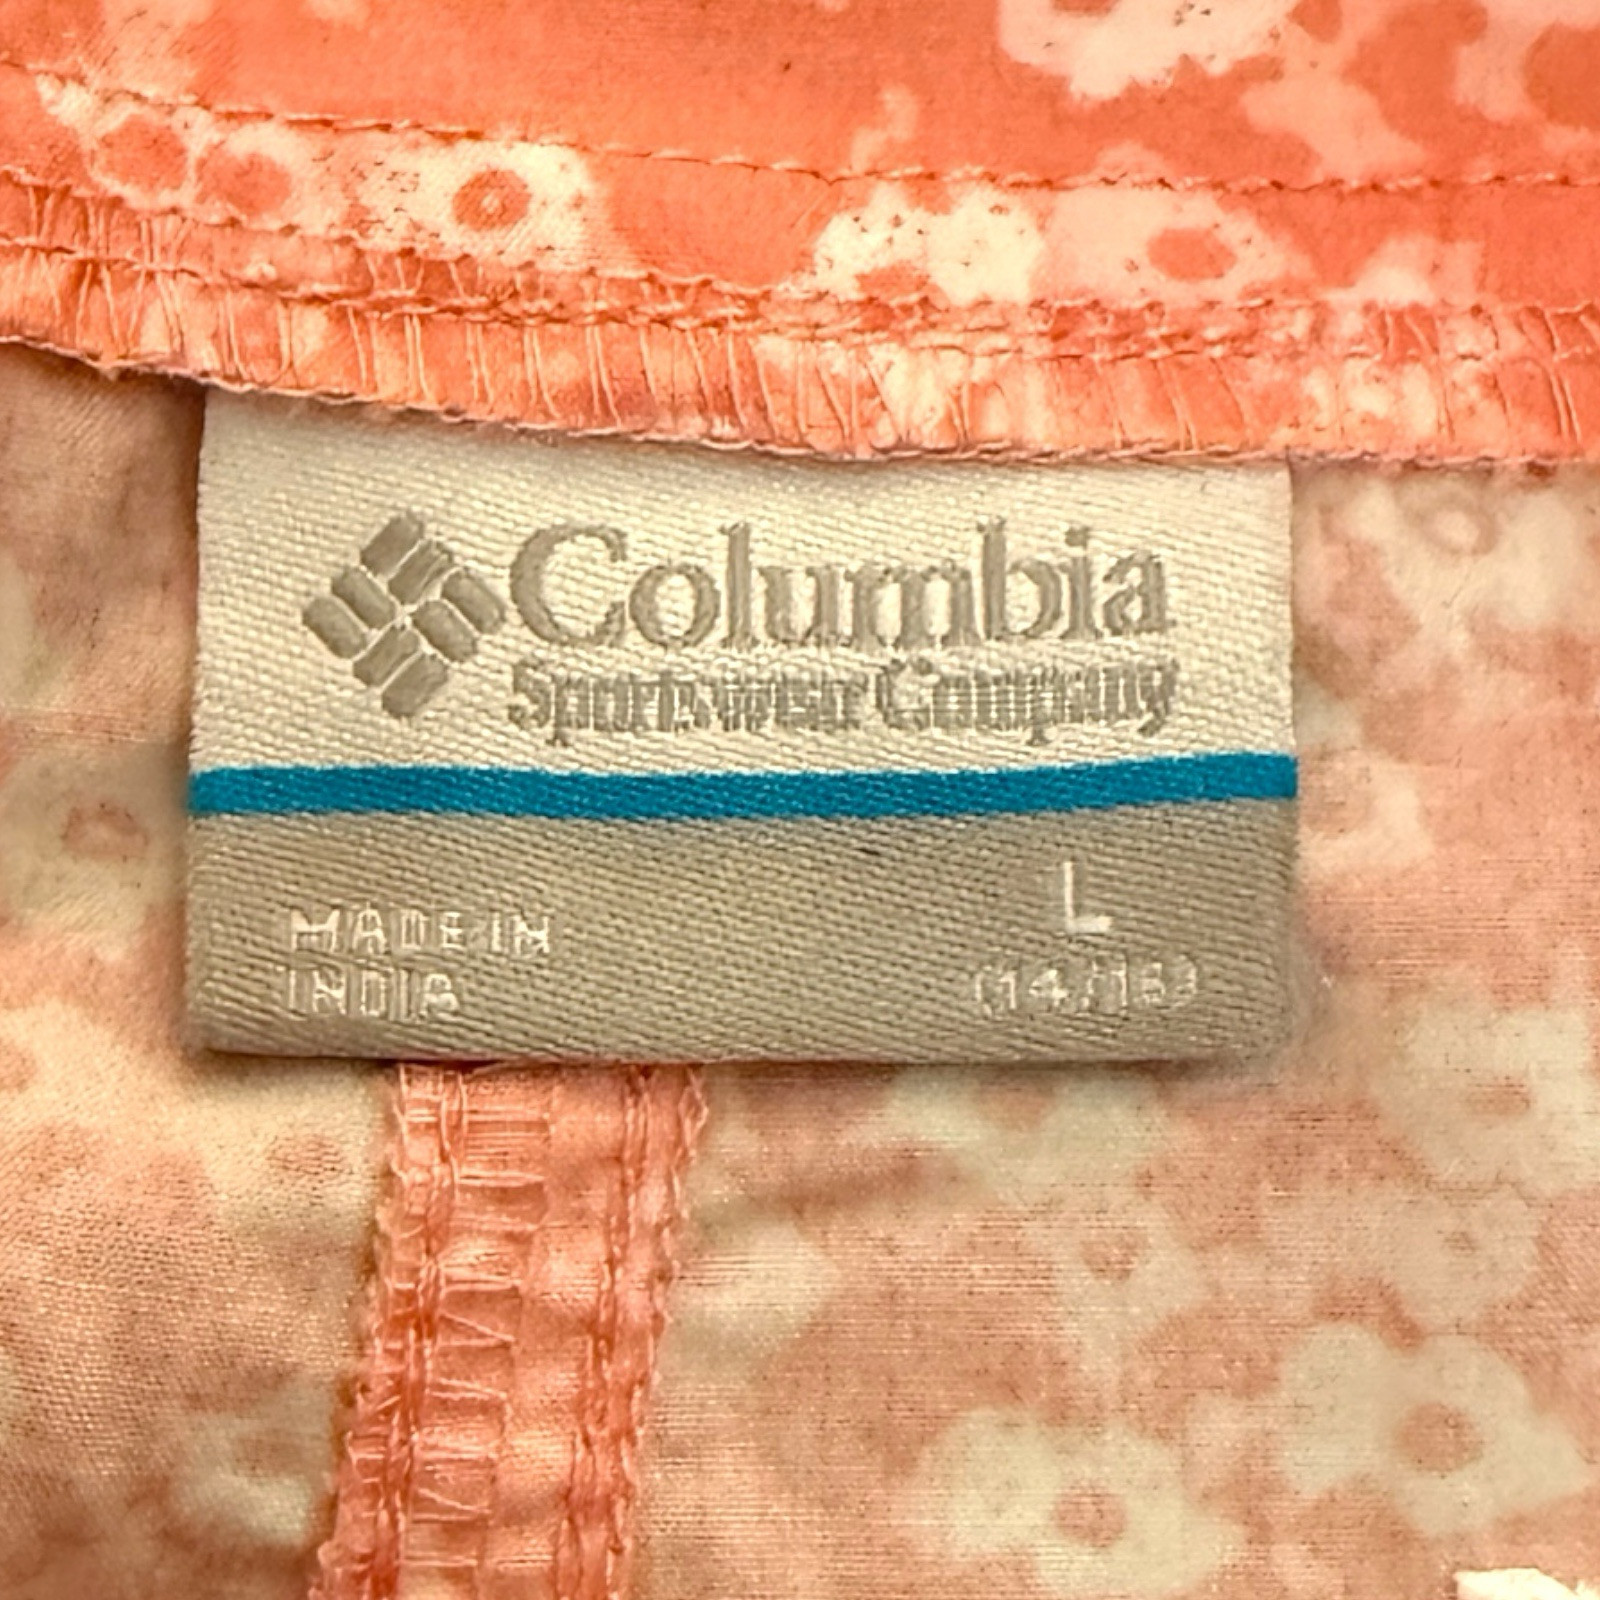 Columbia
Sportswear Company
MADE IN
INDIA
L
(14/16)